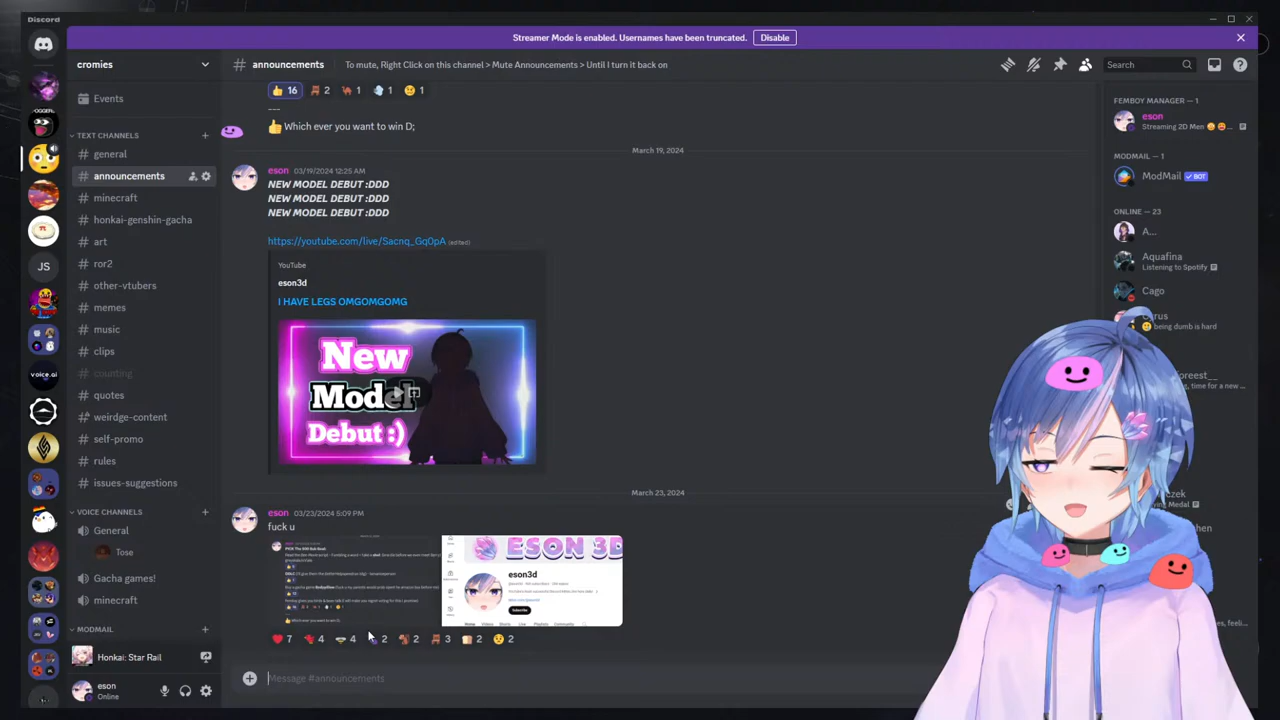 Discord
Streamer Mode is enabled. Usernames have been truncated.
Disable
cromies
announcements
To mute, Right Click on this channel > Mute Announcements > Until I turn it back on
Search
Events
TEXT CHANNELS
general
announcements
minecraft
honkai-genshin-gacha
art
ror2
other-vtubers
memes
music
clips
counting
quotes
weirdge-content
self-promo
rules
issues-suggestions
VOICE CHANNELS
General
Tose
Gacha games!
minecraft
MODMAIL
Honkai: Star Rail
eson
Online
JS
voice.ai
16
2
1
1
1
---
Which ever you want to win D;
March 19, 2024
eson 03/19/2024 12:25 AM
NEW MODEL DEBUT :DDD
NEW MODEL DEBUT :DDD
NEW MODEL DEBUT :DDD
https://youtube.com/live/Sacnq_Gq0pA (edited)
YouTube
eson3d
I HAVE LEGS OMGOMGOMG
New
Model
Debut :)
March 23, 2024
eson 03/23/2024 5:09 PM
fuck u
ESON 3D
eson3d
Subscribe
7
4
4
2
2
3
2
2
Message #announcements
FEMBOY MANAGER — 1
eson
Streaming 2D Men
MODMAIL — 1
ModMail
BOT
ONLINE — 23
A...
Aquafina
Listening to Spotify
Cago
being dumb is hard
, time for a new ...